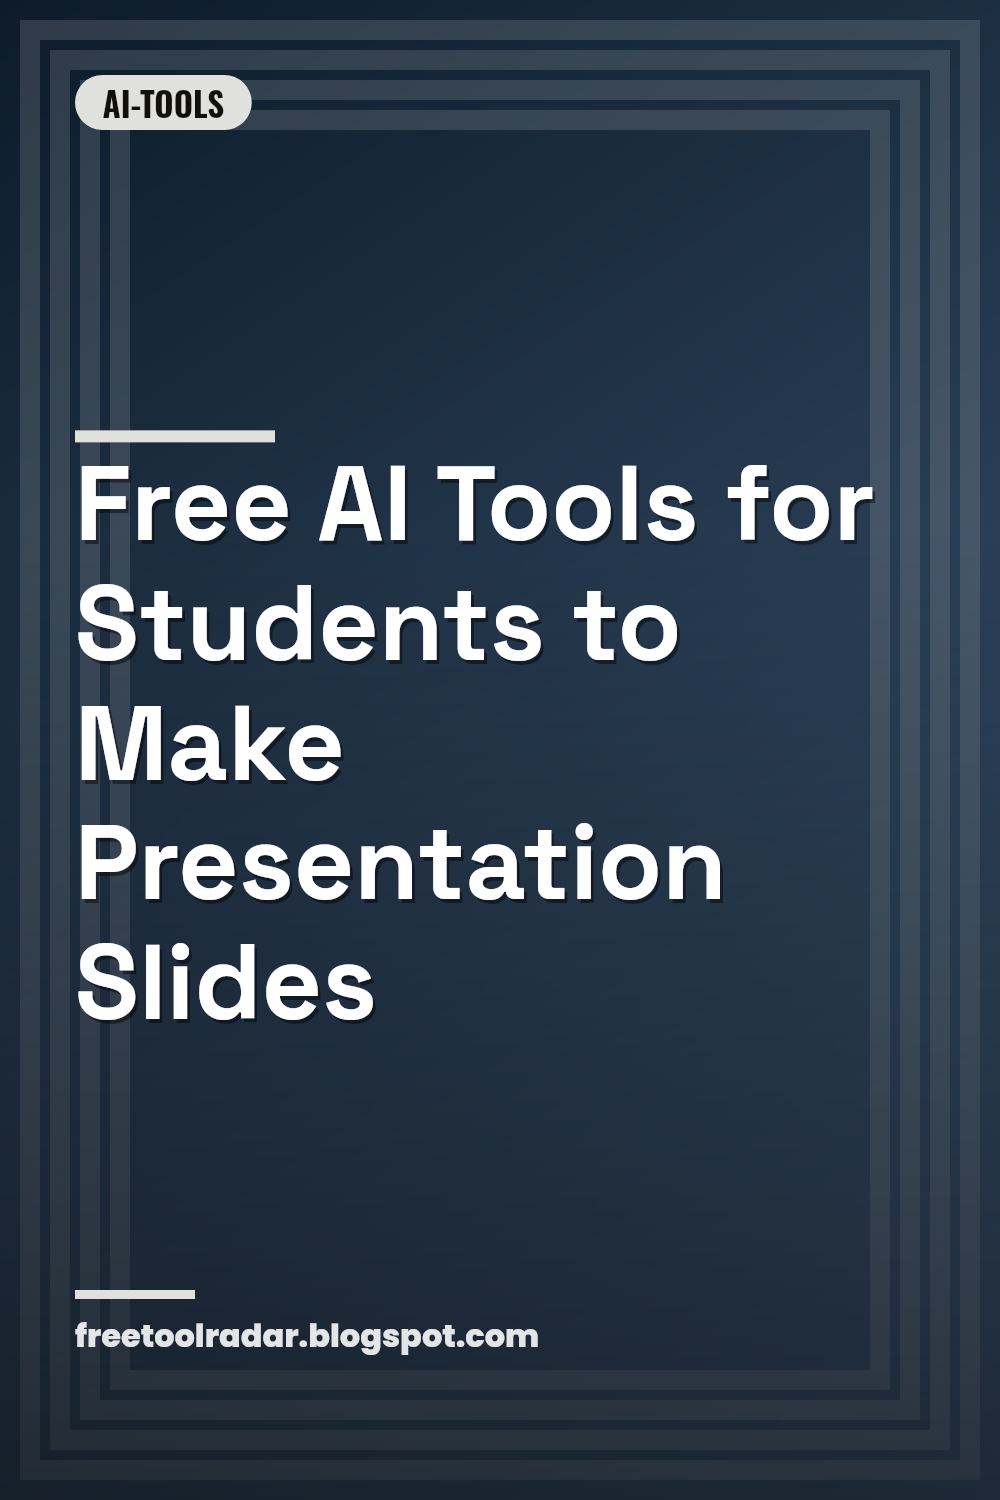 AI-TOOLS
Free AI Tools for
Students to
Make
Presentation
Slides
freetoolradar.blogspot.com